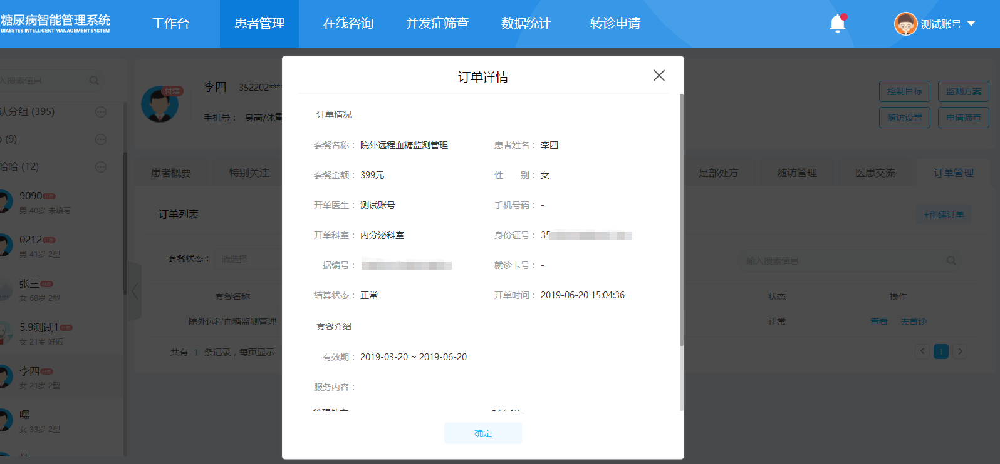 糖尿病智能管理系统
DIABETES INTELLIGENT MANAGEMENT SYSTEM
工作台
患者管理
在线咨询
并发症筛查
数据统计
转诊申请
测试账号
入搜索信息
认分组 (395)
(9)
哈哈 (12)
9090 付费
男 40岁 未填写
0212 付费
男 41岁 2型
张三 付费
女 68岁 2型
5.9测试1 付费
女 21岁 妊娠
李四 付费
女 21岁 2型
嘿
女 33岁 2型
付费
李四 352202****
手机号： 身高/体重
控制目标
监测方案
随访设置
申请筛查
患者概要
特别关注
足部处方
随访管理
医患交流
订单管理
订单列表
+创建订单
套餐状态： 请选择
输入搜索信息
套餐名称
状态
操作
院外远程血糖监测管理
正常
查看 去首诊
共有 1 条记录，每页显示
1
订单详情
订单情况
套餐名称： 院外远程血糖监测管理
患者姓名： 李四
套餐金额： 399元
性 别： 女
开单医生： 测试账号
手机号码： -
开单科室： 内分泌科室
身份证号： 35
据编号：
就诊卡号： -
结算状态： 正常
开单时间： 2019-06-20 15:04:36
套餐介绍
有效期： 2019-03-20 ~ 2019-06-20
服务内容：
确定